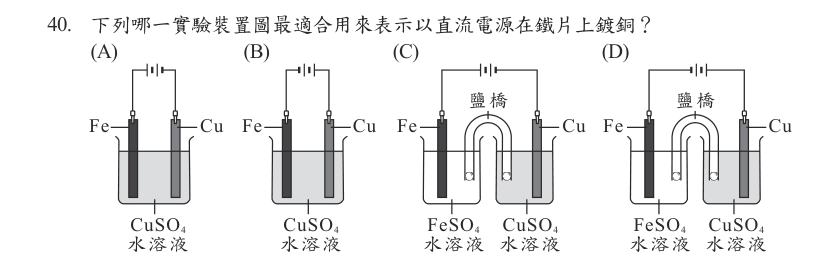 40. 下列哪一實驗裝置圖最適合用來表示以直流電源在鐵片上鍍銅？
(A) (B) (C) (D)
鹽橋 鹽橋
Fe Cu Fe Cu Fe Cu Fe Cu
CuSO₄ CuSO₄ FeSO₄ CuSO₄ FeSO₄ CuSO₄
水溶液 水溶液 水溶液 水溶液 水溶液 水溶液